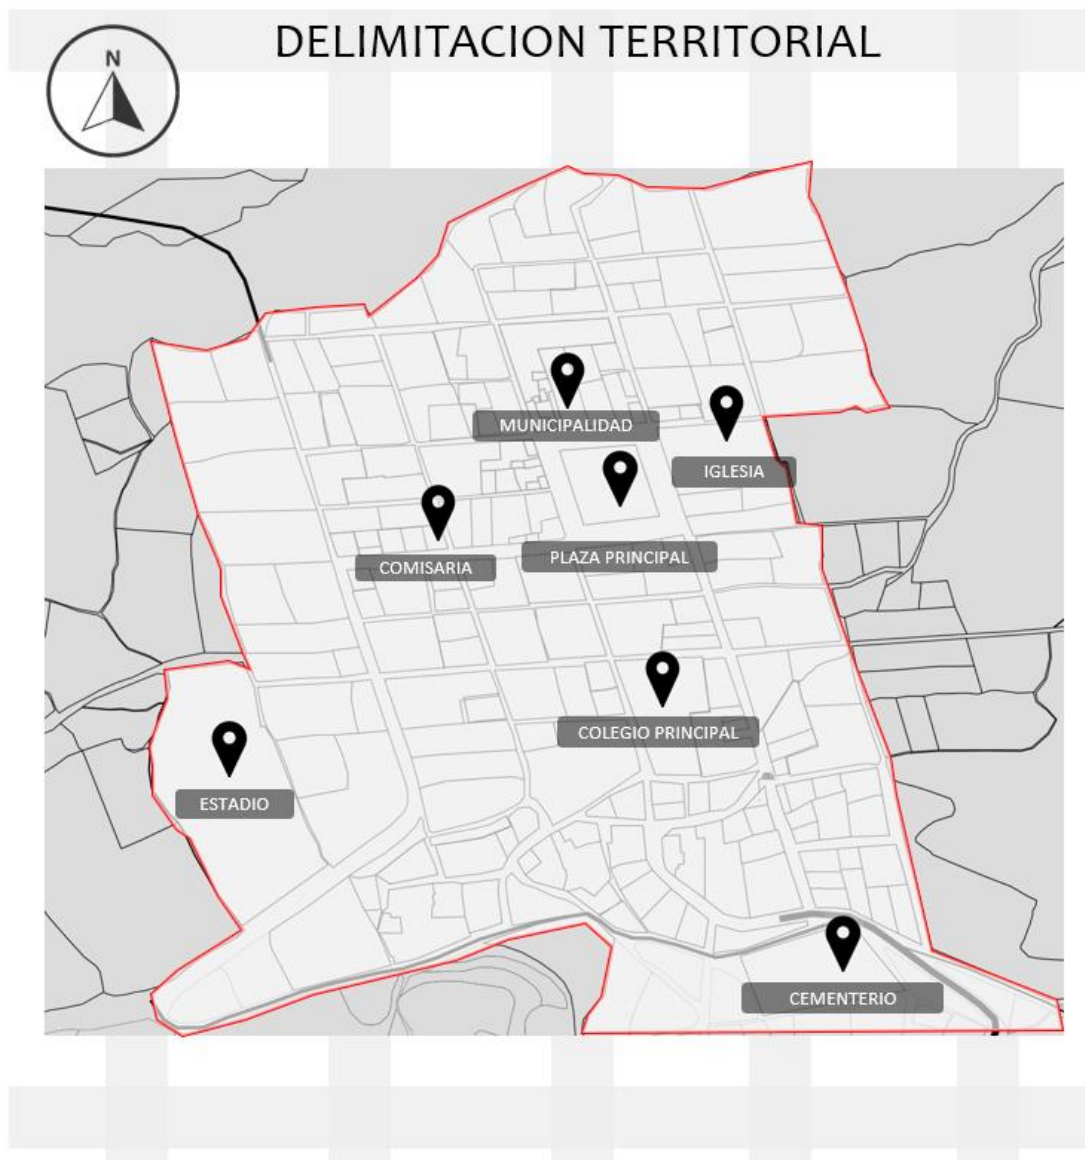 DELIMITACION TERRITORIAL
N
MUNICIPALIDAD
IGLESIA
PLAZA PRINCIPAL
COMISARIA
COLEGIO PRINCIPAL
ESTADIO
CEMENTERIO